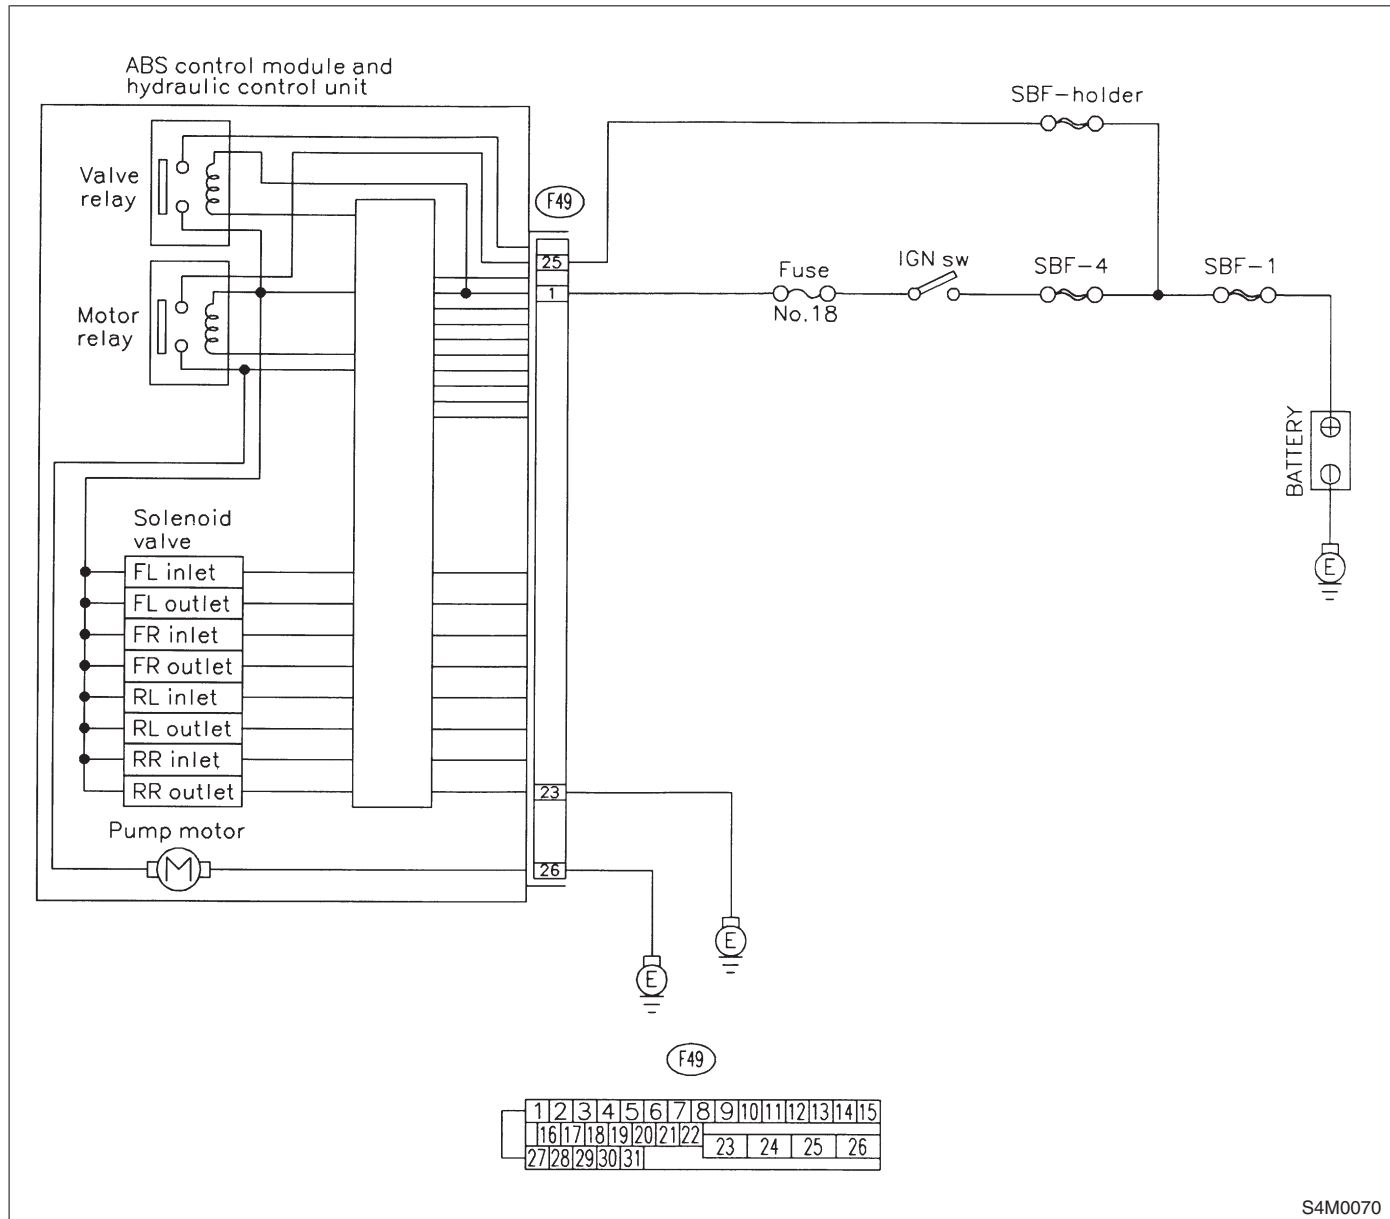 ABS control module and
hydraulic control unit
SBF-holder
Valve
relay
F49
25
Fuse
No.18
IGN sw
SBF-4
SBF-1
1
Motor
relay
BATTERY
E
Solenoid
valve
FL inlet
FL outlet
FR inlet
FR outlet
RL inlet
RL outlet
RR inlet
RR outlet
23
Pump motor
M
26
E
E
F49
1 2 3 4 5 6 7 8 9 10 11 12 13 14 15
16 17 18 19 20 21 22
23 24 25 26
27 28 29 30 31
S4M0070